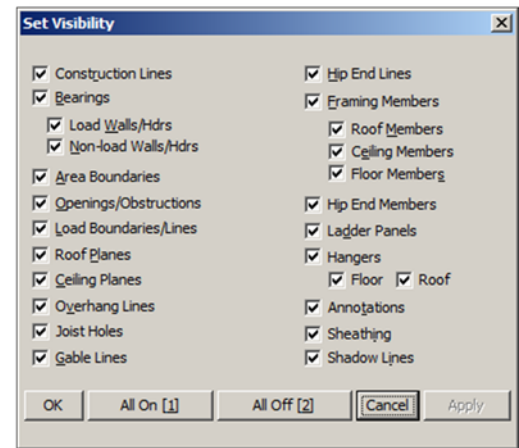 Set Visibility
Construction Lines
Bearings
Load Walls/Hdrs
Non-load Walls/Hdrs
Area Boundaries
Openings/Obstructions
Load Boundaries/Lines
Roof Planes
Ceiling Planes
Overhang Lines
Joist Holes
Gable Lines
Hip End Lines
Framing Members
Roof Members
Ceiling Members
Floor Members
Hip End Members
Ladder Panels
Hangers
Floor Roof
Annotations
Sheathing
Shadow Lines
OK All On [1] All Off [2] Cancel Apply